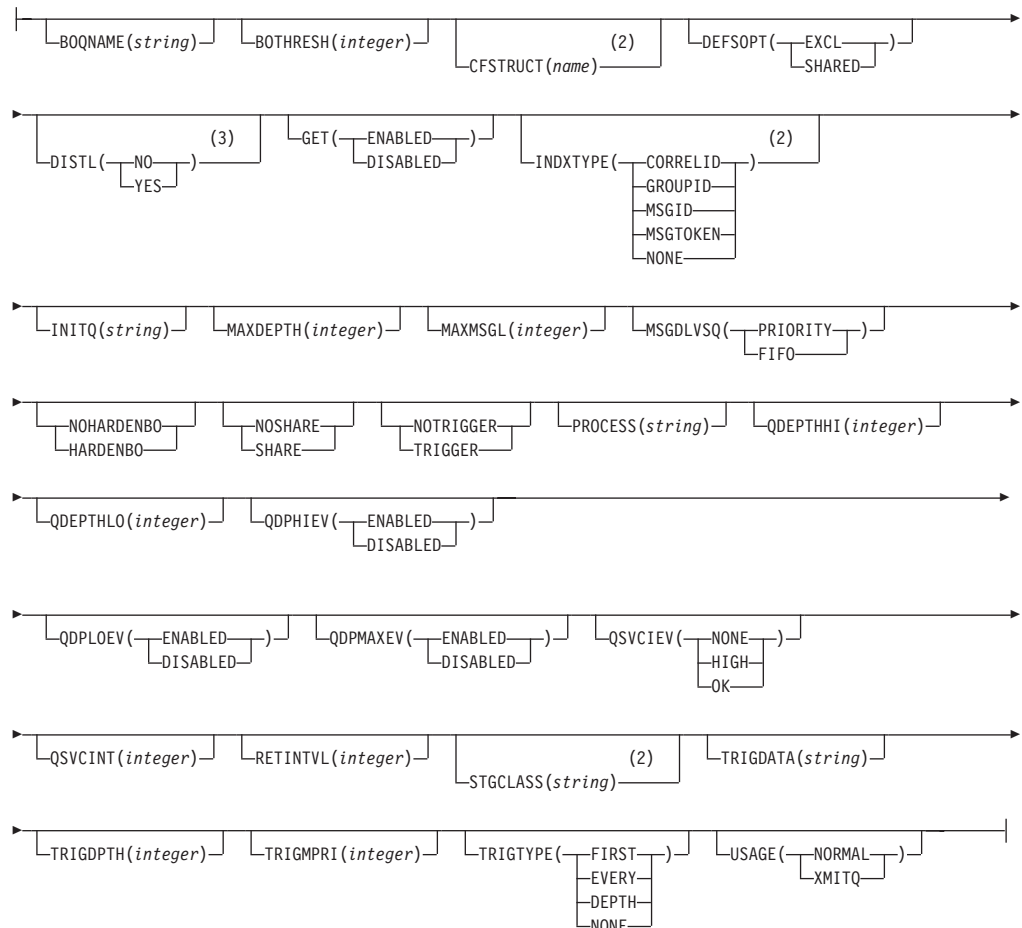 BOQNAME(string) BOTHRESH(integer) (2) DEFSOPT( EXCL )
CFSTRUCT(name) SHARED
(3) GET( ENABLED ) (2)
DISTL( NO ) DISABLED INDXTYPE( CORRELID )
YES GROUPID
MSGID
MSGTOKEN
NONE
INITQ(string) MAXDEPTH(integer) MAXMSGL(integer) MSGDLVSQ( PRIORITY )
FIFO
NOHARDENBO NOSHARE NOTRIGGER PROCESS(string) QDEPTHHI(integer)
HARDENBO SHARE TRIGGER
QDEPTHLO(integer) QDPHIEV( ENABLED )
DISABLED
QDPLOEV( ENABLED ) QDPMAXEV( ENABLED ) QSVCIEV( NONE )
DISABLED DISABLED HIGH
OK
QSVCINT(integer) RETINTVL(integer) (2) TRIGDATA(string)
STGCLASS(string)
TRIGDPTH(integer) TRIGMPRI(integer) TRIGTYPE( FIRST ) USAGE( NORMAL )
EVERY XMITQ
DEPTH
NONE